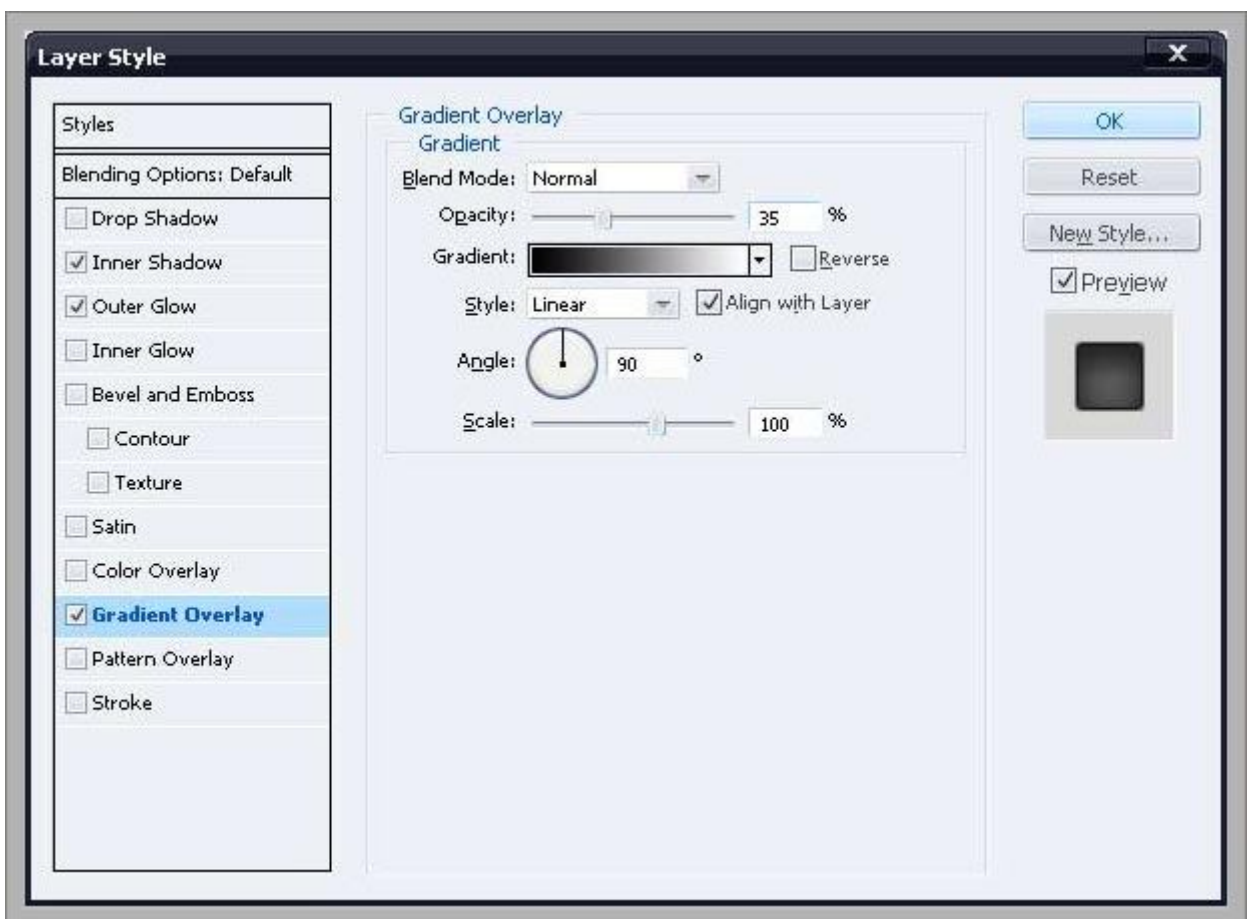 Layer Style
X
Styles
Blending Options: Default
Drop Shadow
Inner Shadow
Outer Glow
Inner Glow
Bevel and Emboss
Contour
Texture
Satin
Color Overlay
Gradient Overlay
Pattern Overlay
Stroke
Gradient Overlay
Gradient
Blend Mode: Normal
Opacity: 35 %
Gradient: Reverse
Style: Linear Align with Layer
Angle: 90 °
Scale: 100 %
OK
Reset
New Style...
Preview